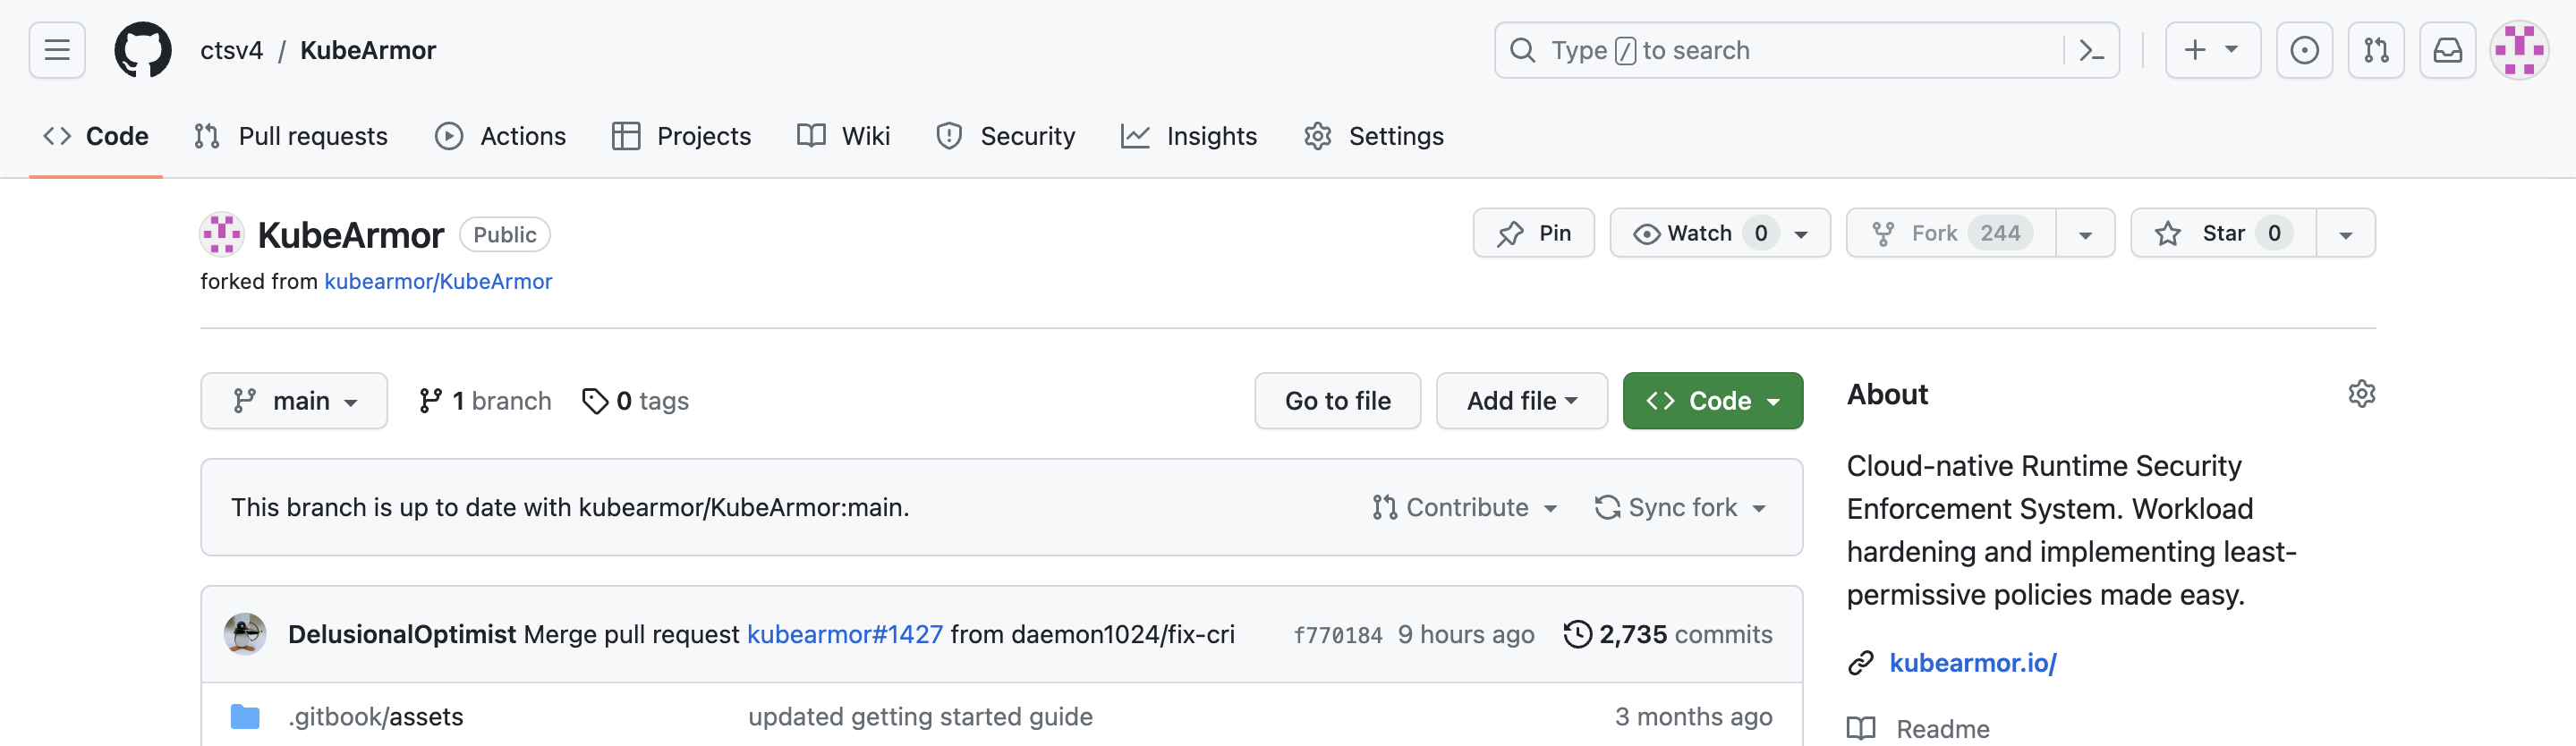 ctsv4 / KubeArmor
Type / to search
Code Pull requests Actions Projects Wiki Security Insights Settings
KubeArmor Public
forked from kubearmor/KubeArmor
Pin Watch 0 Fork 244 Star 0
main 1 branch 0 tags
Go to file Add file Code
This branch is up to date with kubearmor/KubeArmor:main.
Contribute Sync fork
DelusionalOptimist Merge pull request kubearmor#1427 from daemon1024/fix-cri f770184 9 hours ago 2,735 commits
.gitbook/assets updated getting started guide 3 months ago
About
Cloud-native Runtime Security
Enforcement System. Workload
hardening and implementing least-
permissive policies made easy.
kubearmor.io/
Readme